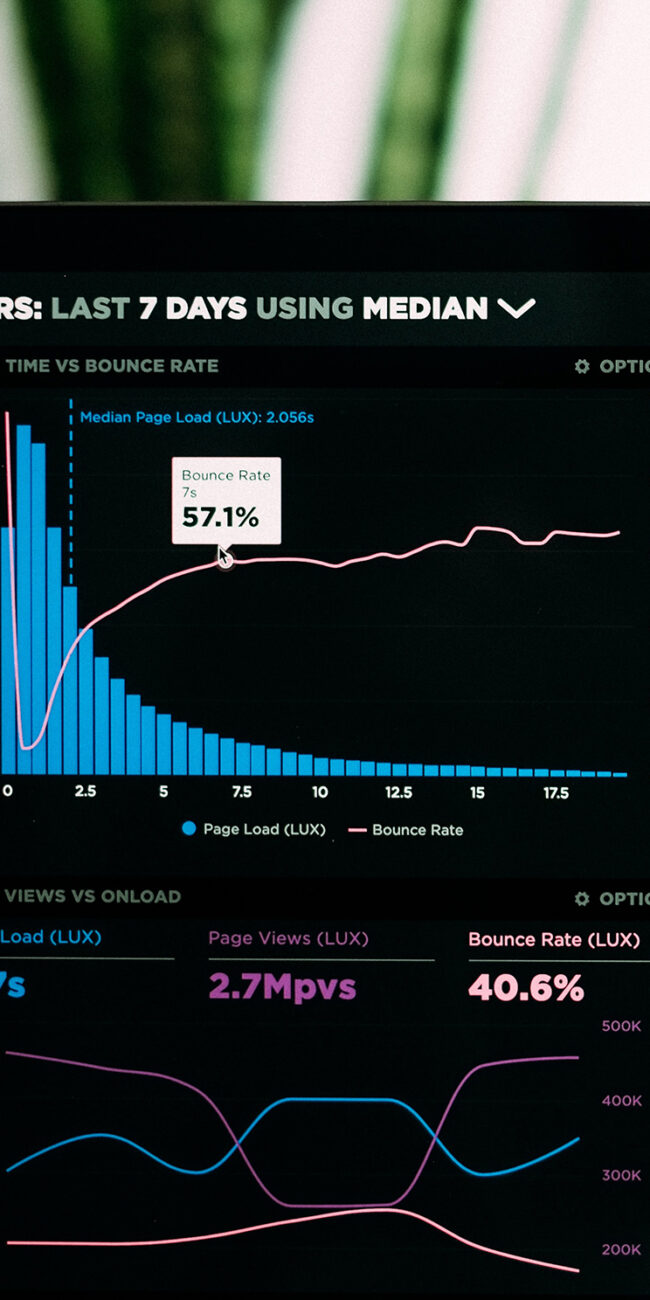 RS: LAST 7 DAYS USING MEDIAN
TIME VS BOUNCE RATE
OPTIO
Median Page Load (LUX): 2.056s
Bounce Rate
7s
57.1%
0 2.5 5 7.5 10 12.5 15 17.5
Page Load (LUX) Bounce Rate
VIEWS VS ONLOAD
OPTIO
Load (LUX) Page Views (LUX) Bounce Rate (LUX)
7s 2.7Mpvs 40.6%
500K
400K
300K
200K